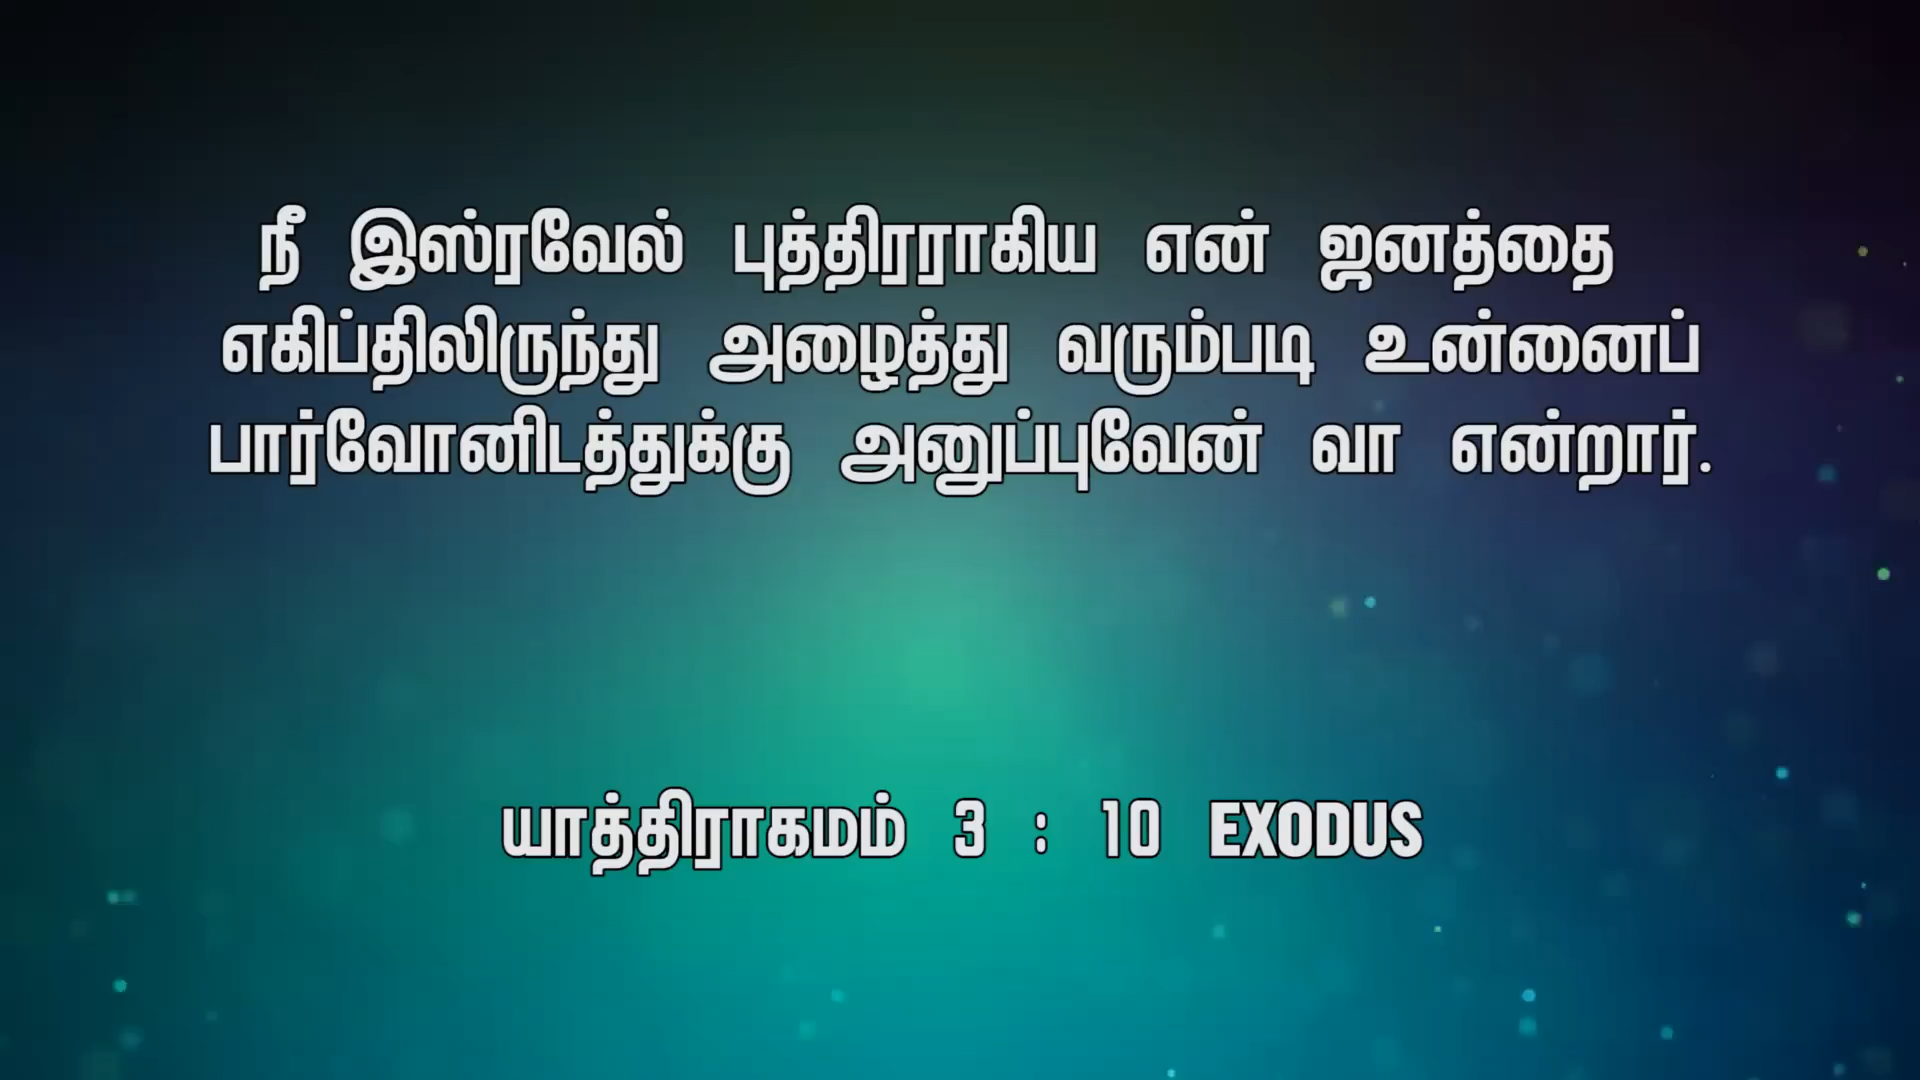 நீ இஸ்ரவேல் புத்திரராகிய என் ஜனத்தை
எகிப்திலிருந்து அழைத்து வரும்படி உன்னைப்
பார்வோனிடத்துக்கு அனுப்புவேன் வா என்றார்.
யாத்திராகமம் 3 : 10 EXODUS